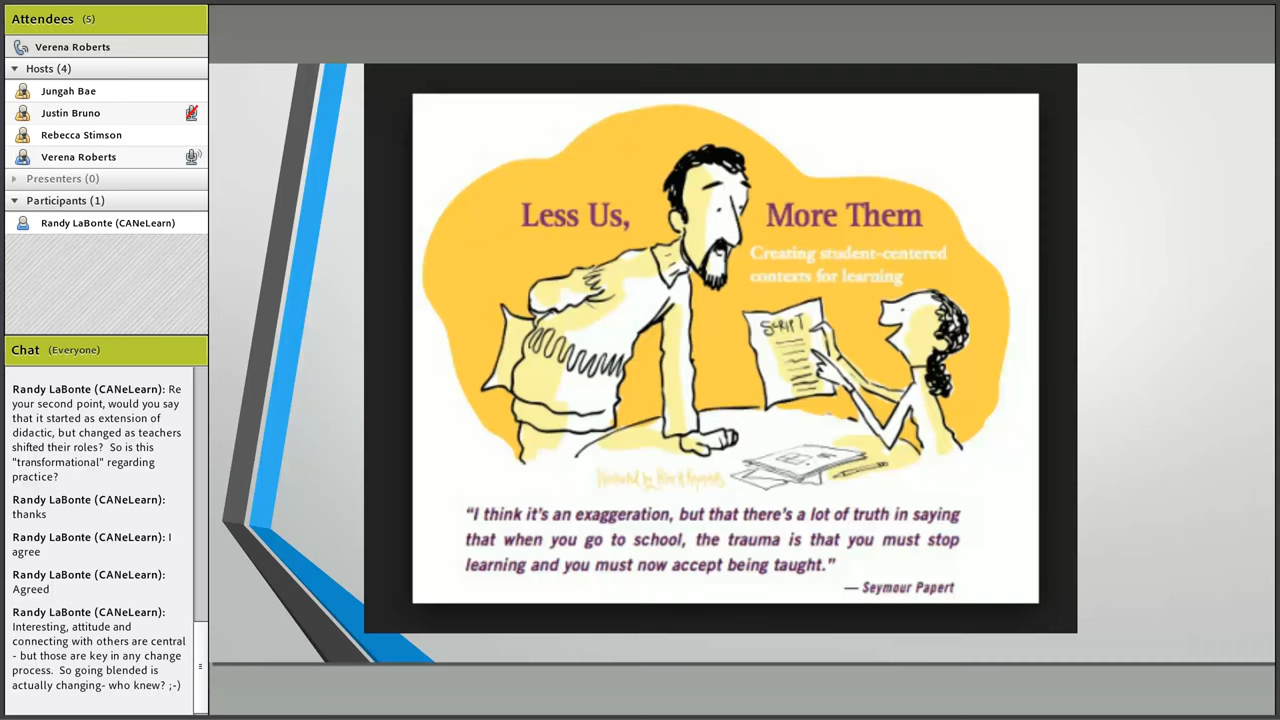 Attendees (5)
Verena Roberts
Hosts (4)
Jungah Bae
Justin Bruno
Rebecca Stimson
Verena Roberts
Presenters (0)
Participants (1)
Randy LaBonte (CANeLearn)
Chat (Everyone)
Randy LaBonte (CANeLearn): Re
your second point, would you say
that it started as extension of
didactic, but changed as teachers
shifted their roles? So is this
"transformational" regarding
practice?
Randy LaBonte (CANeLearn):
thanks
Randy LaBonte (CANeLearn): I
agree
Randy LaBonte (CANeLearn):
Agreed
Randy LaBonte (CANeLearn):
Interesting, attitude and
connecting with others are central
- but those are key in any change
process. So going blended is
actually changing- who knew? ;-)
Less Us, More Them
Creating student-centered
contexts for learning
SCRIPT
“I think it’s an exaggeration, but that there’s a lot of truth in saying
that when you go to school, the trauma is that you must stop
learning and you must now accept being taught.”
— Seymour Papert